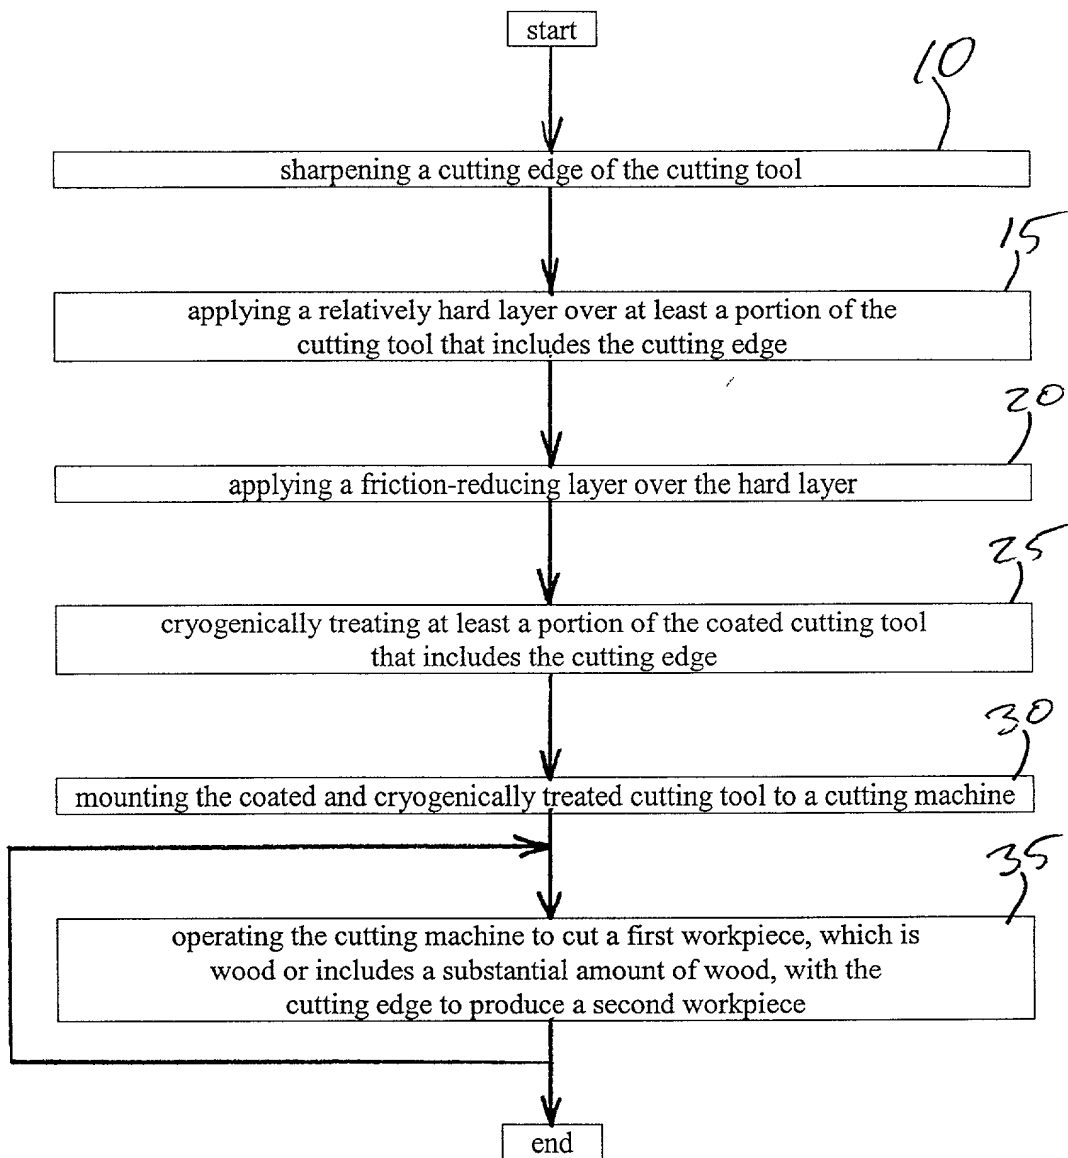 start
10
sharpening a cutting edge of the cutting tool
15
applying a relatively hard layer over at least a portion of the
cutting tool that includes the cutting edge
20
applying a friction-reducing layer over the hard layer
25
cryogenically treating at least a portion of the coated cutting tool
that includes the cutting edge
30
mounting the coated and cryogenically treated cutting tool to a cutting machine
35
operating the cutting machine to cut a first workpiece, which is
wood or includes a substantial amount of wood, with the
cutting edge to produce a second workpiece
end